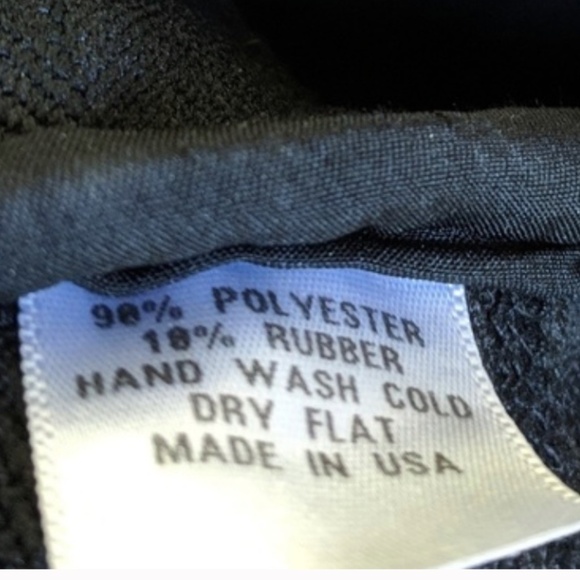 90% POLYESTER
10% RUBBER
HAND WASH COLD
DRY FLAT
MADE IN USA